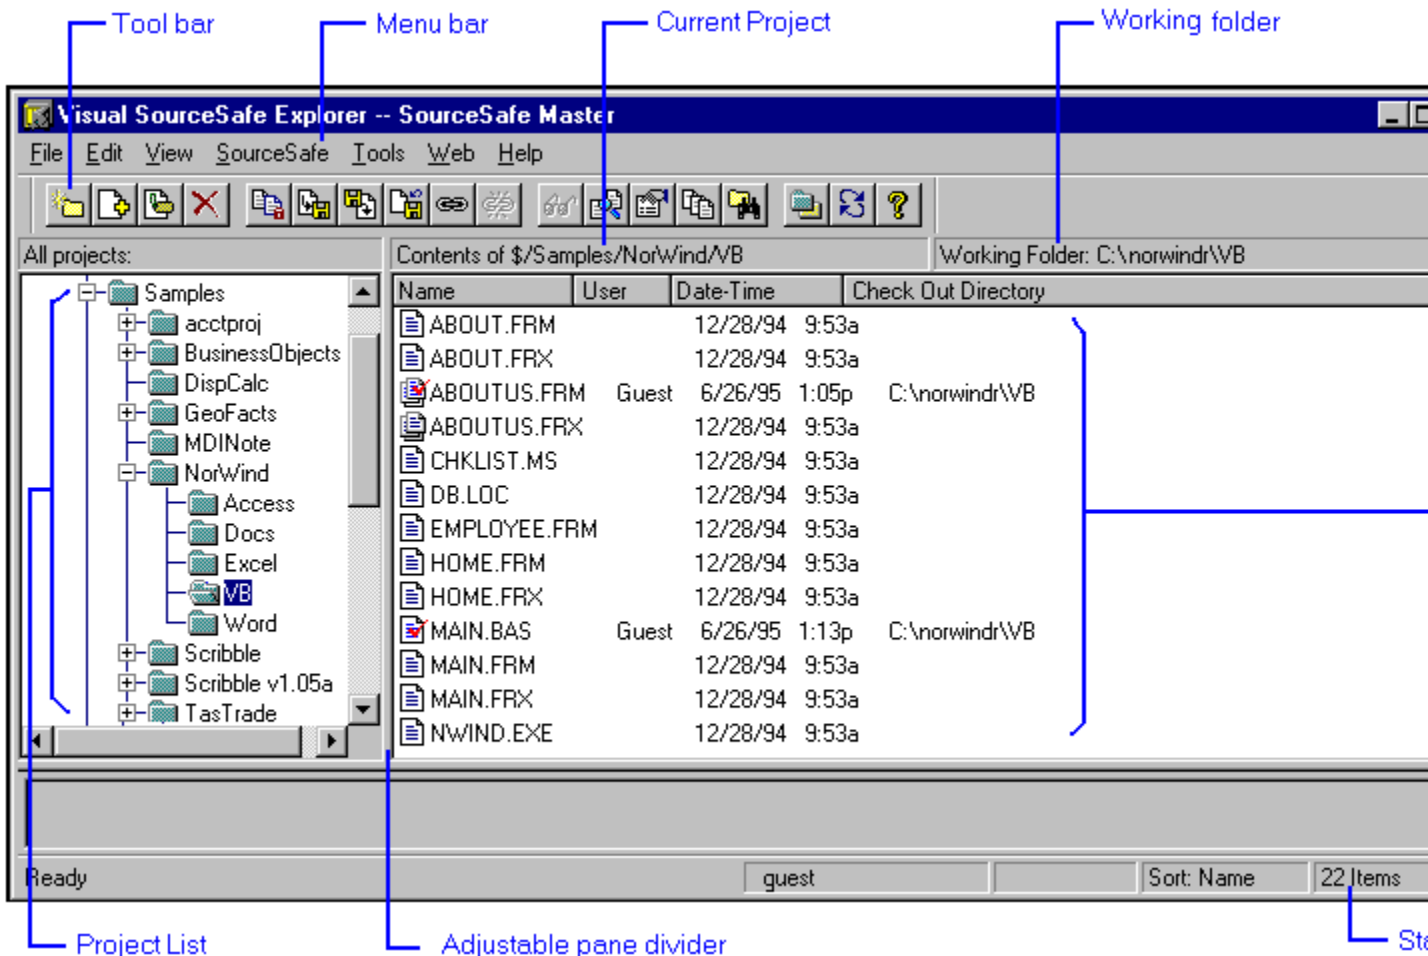 Tool bar
Menu bar
Current Project
Working folder
Visual SourceSafe Explorer -- SourceSafe Master
File Edit View SourceSafe Tools Web Help
All projects:
Contents of $/Samples/NorWind/VB
Working Folder: C:\norwindr\VB
Samples
acctproj
BusinessObjects
DispCalc
GeoFacts
MDINote
NorWind
Access
Docs
Excel
VB
Word
Scribble
Scribble v1.05a
TasTrade
Name User Date-Time Check Out Directory
ABOUT.FRM 12/28/94 9:53a
ABOUT.FRX 12/28/94 9:53a
ABOUTUS.FRM Guest 6/26/95 1:05p C:\norwindr\VB
ABOUTUS.FRX 12/28/94 9:53a
CHKLIST.MS 12/28/94 9:53a
DB.LOC 12/28/94 9:53a
EMPLOYEE.FRM 12/28/94 9:53a
HOME.FRM 12/28/94 9:53a
HOME.FRX 12/28/94 9:53a
MAIN.BAS Guest 6/26/95 1:13p C:\norwindr\VB
MAIN.FRM 12/28/94 9:53a
MAIN.FRX 12/28/94 9:53a
NWIND.EXE 12/28/94 9:53a
Ready guest Sort: Name 22 Items
Project List
Adjustable pane divider